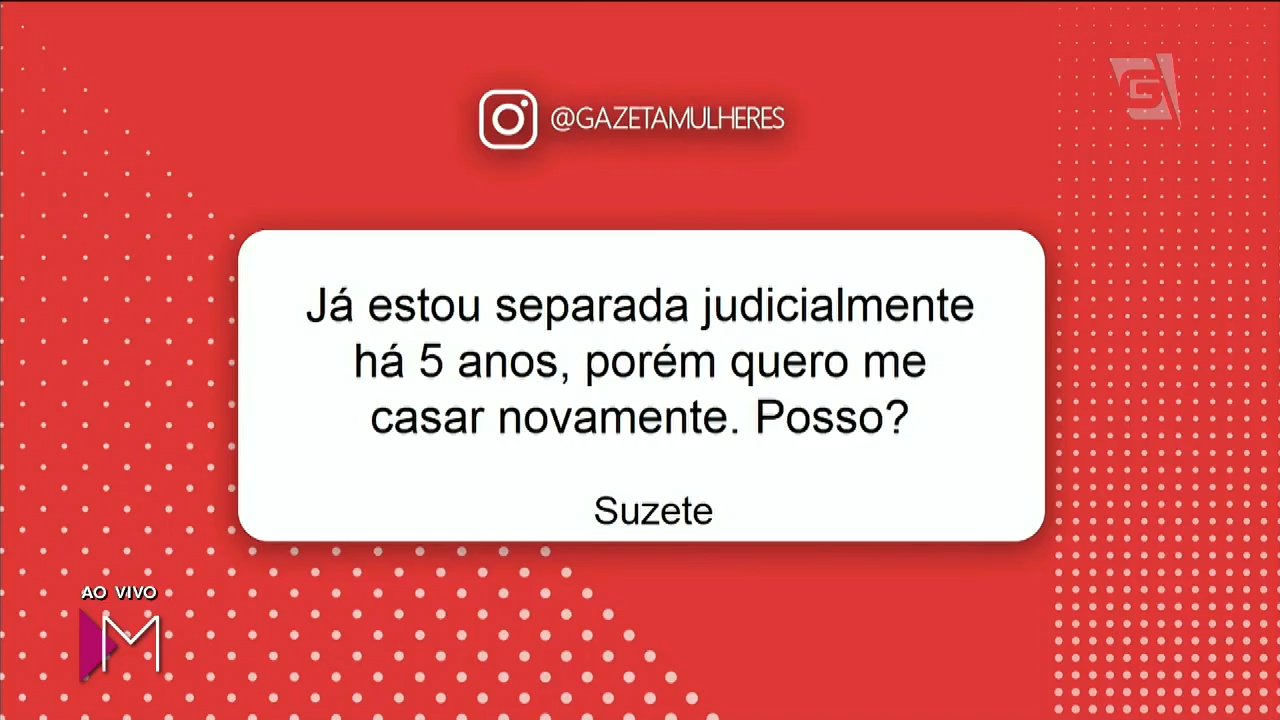 @GAZETAMULHERES
G
Já estou separada judicialmente
há 5 anos, porém quero me
casar novamente. Posso?
Suzete
AO VIVO
M